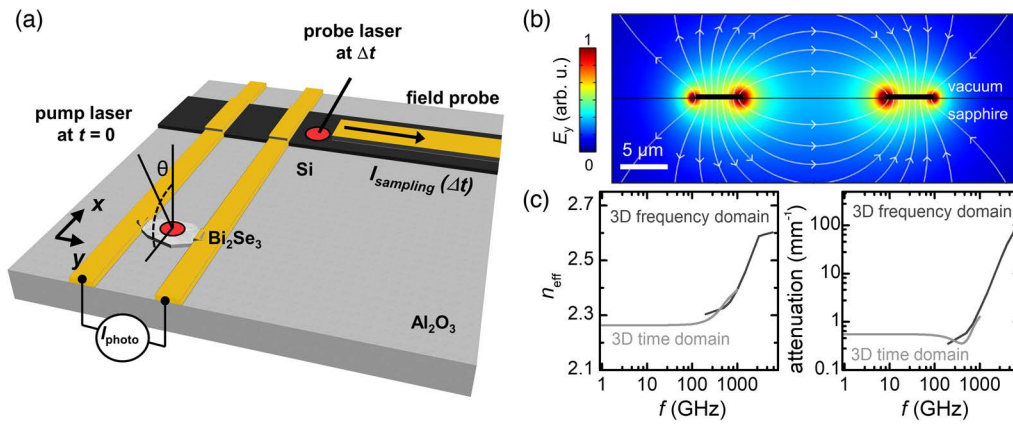 (a)
probe laser
at Δt
pump laser
at t = 0
field probe
θ
Si
I_sampling (Δt)
x
y
Bi₂Se₃
I_photo
Al₂O₃
(b)
1
E_y (arb. u.)
0
vacuum
sapphire
5 μm
(c)
2.7
2.5
2.3
2.1
n_eff
3D frequency domain
3D time domain
1 10 100 1000
f (GHz)
100
10
1
0.1
attenuation (mm⁻¹)
3D frequency domain
3D time domain
1 10 100 1000
f (GHz)